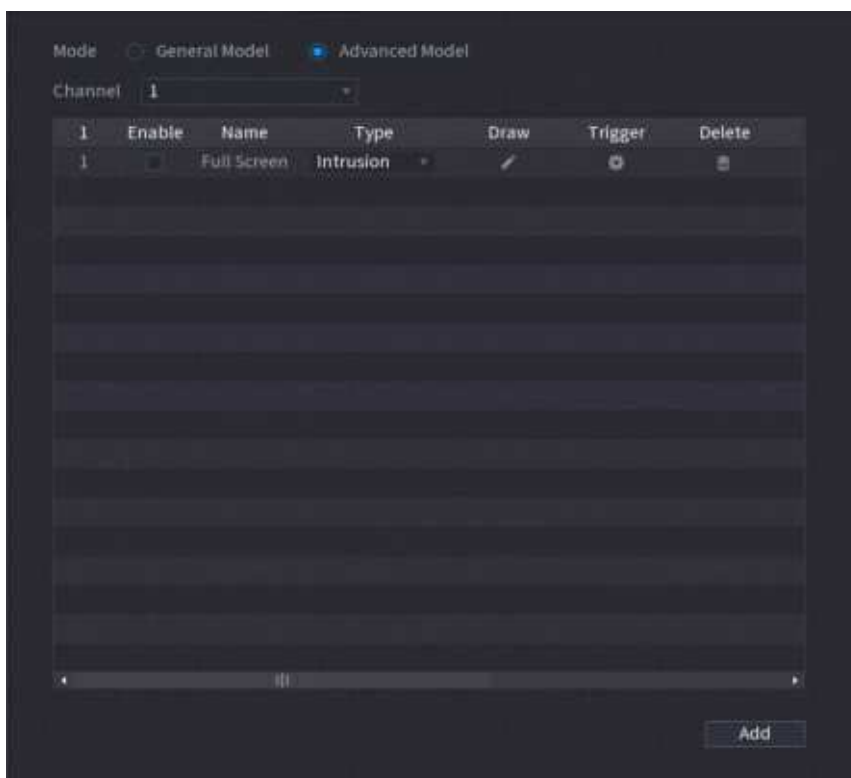 Mode General Model Advanced Model
Channel 1
1 Enable Name Type Draw Trigger Delete
1 Full Screen Intrusion
Add